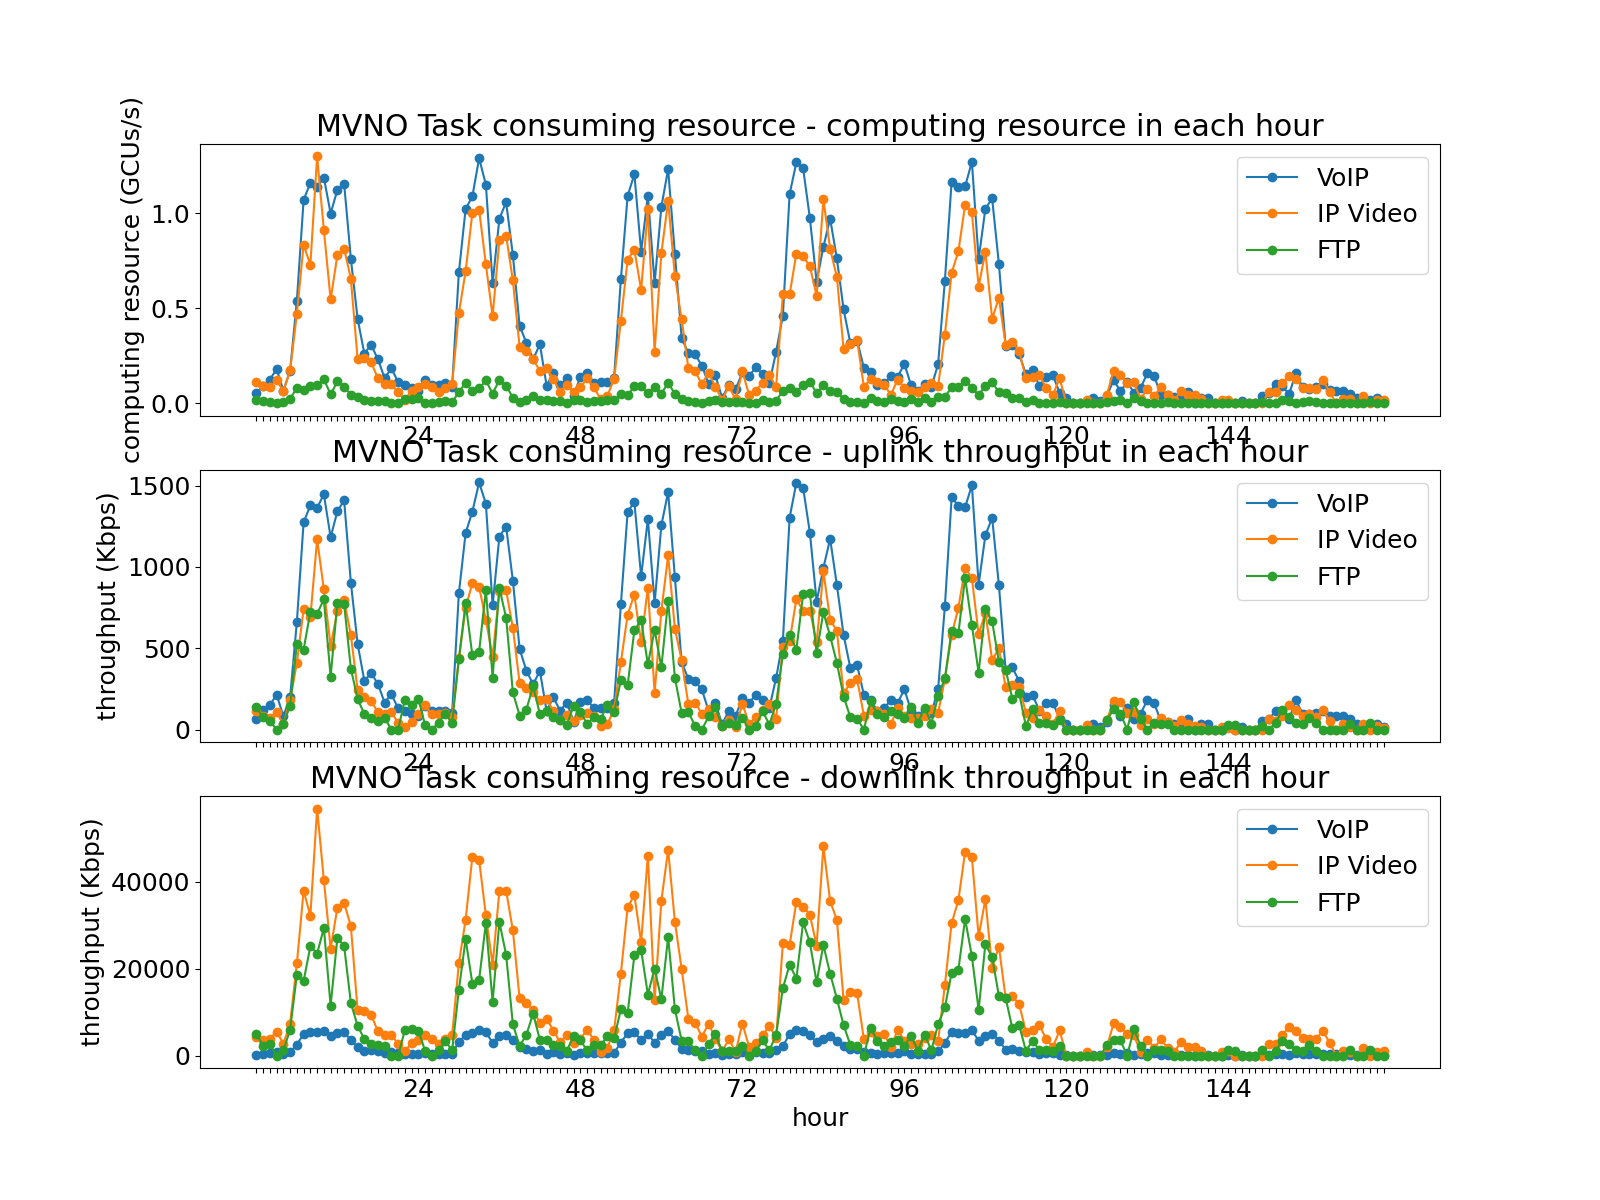 MVNO Task consuming resource - computing resource in each hour
computing resource (GCUs/s)
1.0
0.5
0.0
VoIP
IP Video
FTP
24 48 72 96 120 144
MVNO Task consuming resource - uplink throughput in each hour
throughput (Kbps)
1500
1000
500
0
VoIP
IP Video
FTP
24 48 72 96 120 144
MVNO Task consuming resource - downlink throughput in each hour
throughput (Kbps)
40000
20000
0
VoIP
IP Video
FTP
24 48 72 96 120 144
hour